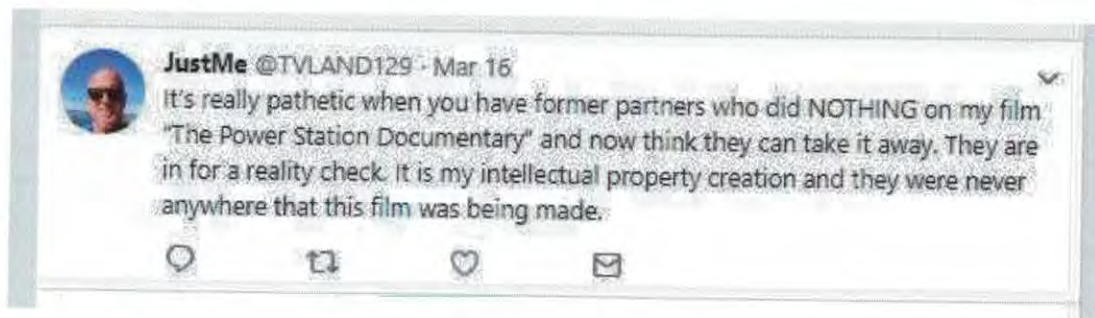 JustMe @TVLAND129 · Mar 16
It's really pathetic when you have former partners who did NOTHING on my film
"The Power Station Documentary" and now think they can take it away. They are
in for a reality check. It is my intellectual property creation and they were never
anywhere that this film was being made.